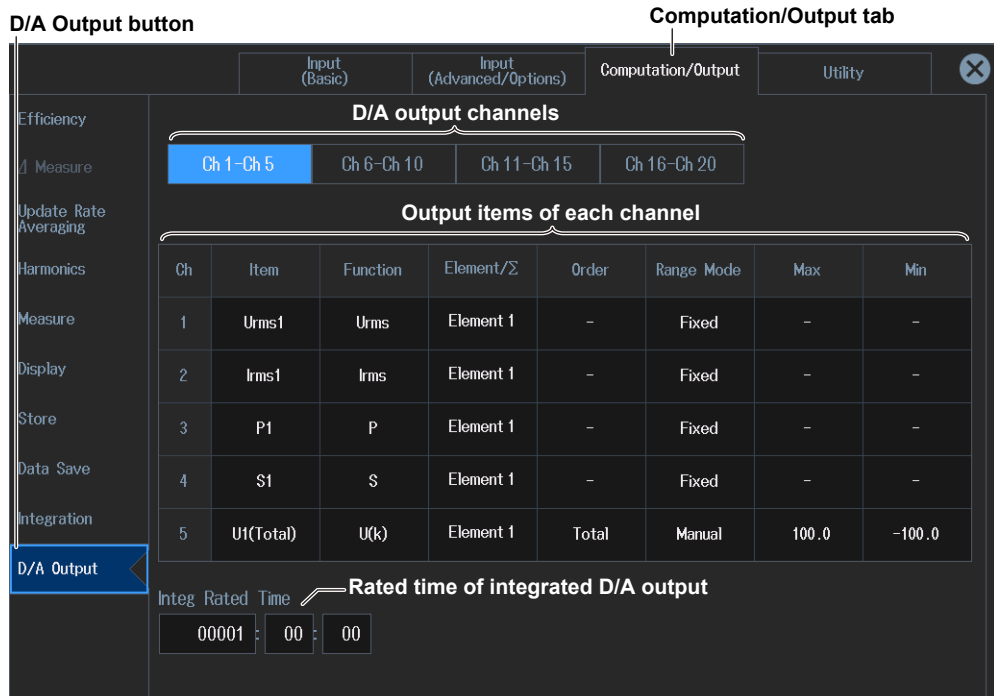 D/A Output button
Computation/Output tab
Input
(Basic)
Input
(Advanced/Options)
Computation/Output
Utility
Efficiency
Δ Measure
Update Rate
Averaging
Harmonics
Measure
Display
Store
Data Save
Integration
D/A Output
D/A output channels
Ch 1-Ch 5 Ch 6-Ch 10 Ch 11-Ch 15 Ch 16-Ch 20
Output items of each channel
Ch Item Function Element/Σ Order Range Mode Max Min
1 Urms1 Urms Element 1 - Fixed - -
2 Irms1 Irms Element 1 - Fixed - -
3 P1 P Element 1 - Fixed - -
4 S1 S Element 1 - Fixed - -
5 U1(Total) U(k) Element 1 Total Manual 100.0 -100.0
Integ Rated Time
Rated time of integrated D/A output
00001 : 00 : 00